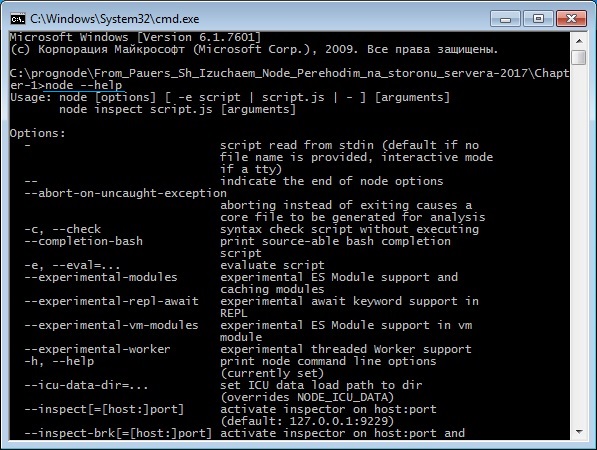 C:\Windows\System32\cmd.exe
Microsoft Windows [Version 6.1.7601]
(c) Корпорация Майкрософт (Microsoft Corp.), 2009. Все права защищены.
C:\prognode\From_Pauers_Sh_Izuchaem_Node_Perehodim_na_storonu_servera-2017\Chapt
er-1>node --help
Usage: node [options] [ -e script | script.js | - ] [arguments]
node inspect script.js [arguments]
Options:
- script read from stdin (default if no
file name is provided, interactive mode
if a tty)
-- indicate the end of node options
--abort-on-uncaught-exception
aborting instead of exiting causes a
core file to be generated for analysis
-c, --check syntax check script without executing
--completion-bash print source-able bash completion
script
-e, --eval=... evaluate script
--experimental-modules experimental ES Module support and
caching modules
--experimental-repl-await experimental await keyword support in
REPL
--experimental-vm-modules experimental ES Module support in vm
module
--experimental-worker experimental threaded Worker support
-h, --help print node command line options
(currently set)
--icu-data-dir=... set ICU data load path to dir
(overrides NODE_ICU_DATA)
--inspect[=[host:]port] activate inspector on host:port
(default: 127.0.0.1:9229)
--inspect-brk[=[host:]port] activate inspector on host:port and